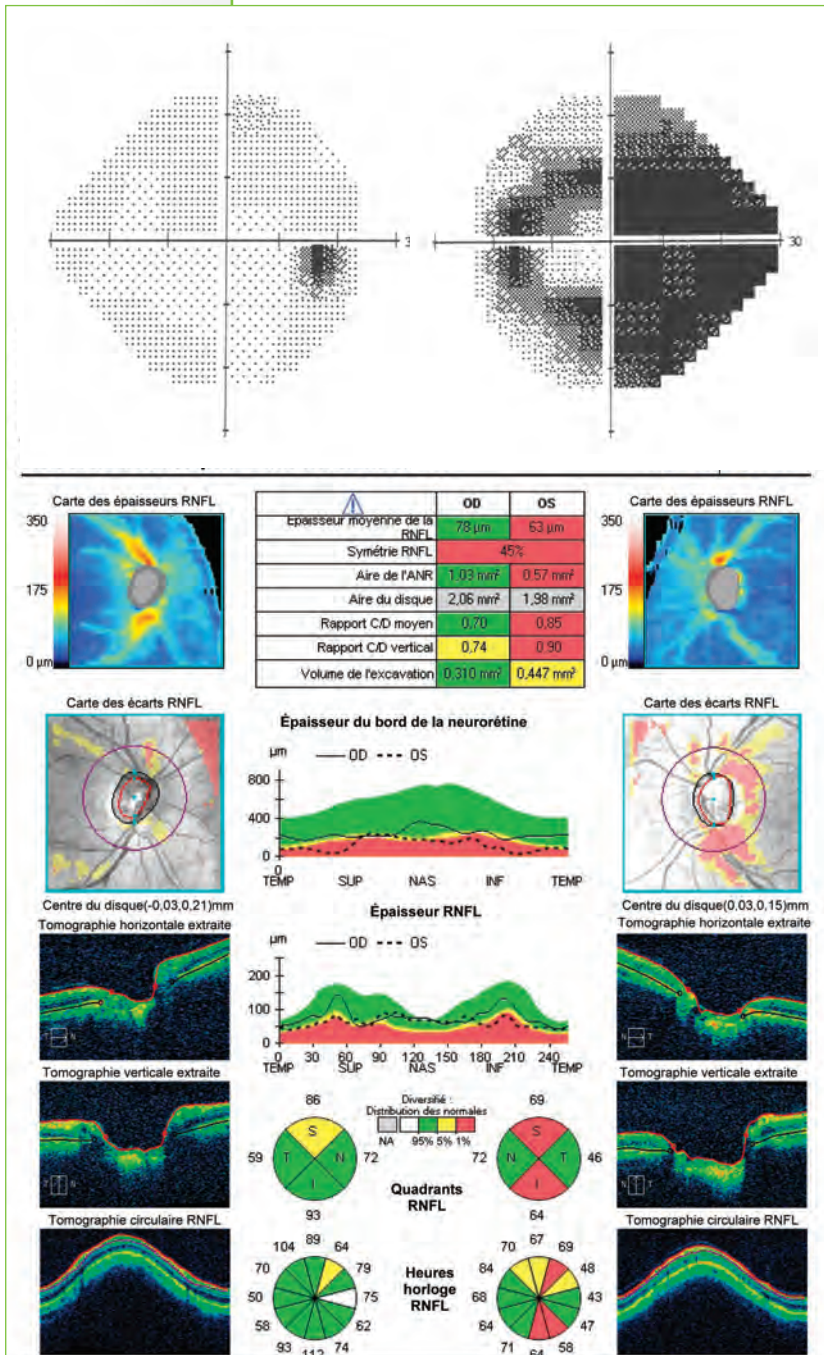 3
30
Carte des épaisseurs RNFL
350
175
0 µm
OD OS
Epaisseur moyenne de la RNFL 78 µm 63 µm
Symétrie RNFL 45%
Aire de l'ANR 1,03 mm² 0,57 mm²
Aire du disque 2,06 mm² 1,98 mm²
Rapport C/D moyen 0,70 0,85
Rapport C/D vertical 0,74 0,90
Volume de l'excavation 0,310 mm³ 0,447 mm³
Carte des épaisseurs RNFL
350
175
0 µm
Carte des écarts RNFL
Centre du disque(-0,03,0,21)mm
Épaisseur du bord de la neurorétine
µm OD OS
800
400
0
TEMP SUP NAS INF TEMP
Carte des écarts RNFL
Centre du disque(0,03,0,15)mm
Tomographie horizontale extraite
Épaisseur RNFL
µm OD OS
200
100
0
0 30 60 90 120 150 180 210 240
TEMP SUP NAS INF TEMP
Tomographie horizontale extraite
T N
N T
Tomographie verticale extraite
Tomographie verticale extraite
Diversifié :
Distribution des normales
NA 95% 5% 1%
86
S
59 T N 72
I
93
69
S
72 N T 46
I
64
Quadrants
RNFL
Tomographie circulaire RNFL
Tomographie circulaire RNFL
Heures
horloge
RNFL
89
104 64
70 79
50 75
58 62
93 74
112
67
70 69
84 48
68 43
64 47
71 58
64